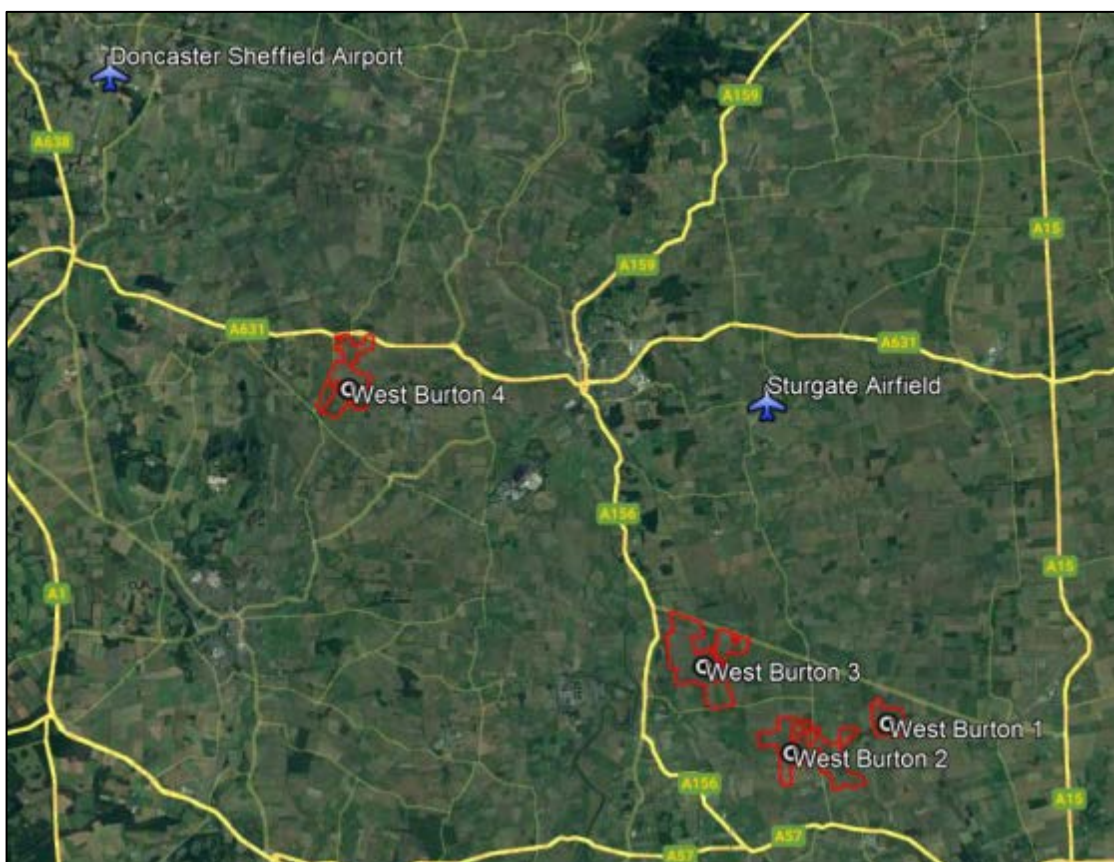 Doncaster Sheffield Airport
A159
A638
A15
A159
A631
A631
West Burton 4
Sturgate Airfield
A156
A15
A1
West Burton 3
West Burton 1
West Burton 2
A156
A15
A57
A57